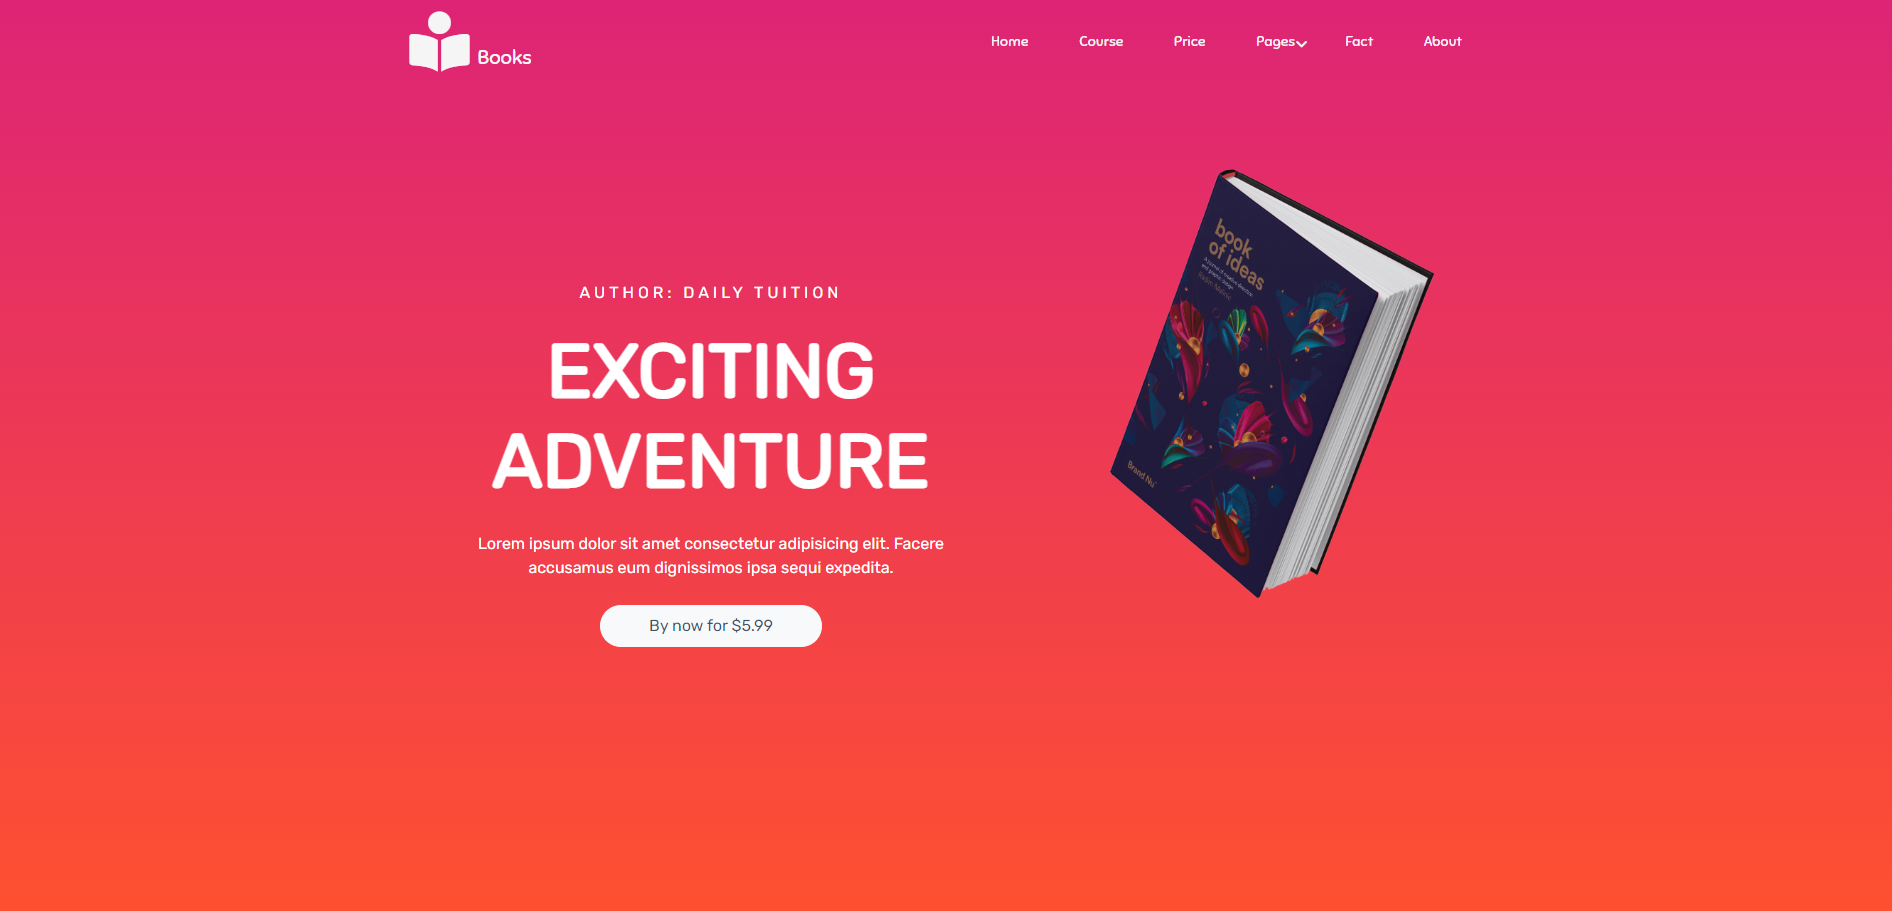 Books
Home Course Price Pages Fact About
AUTHOR: DAILY TUITION
EXCITING
ADVENTURE
Lorem ipsum dolor sit amet consectetur adipisicing elit. Facere
accusamus eum dignissimos ipsa sequi expedita.
By now for $5.99
book
of ideas
Brand Nu